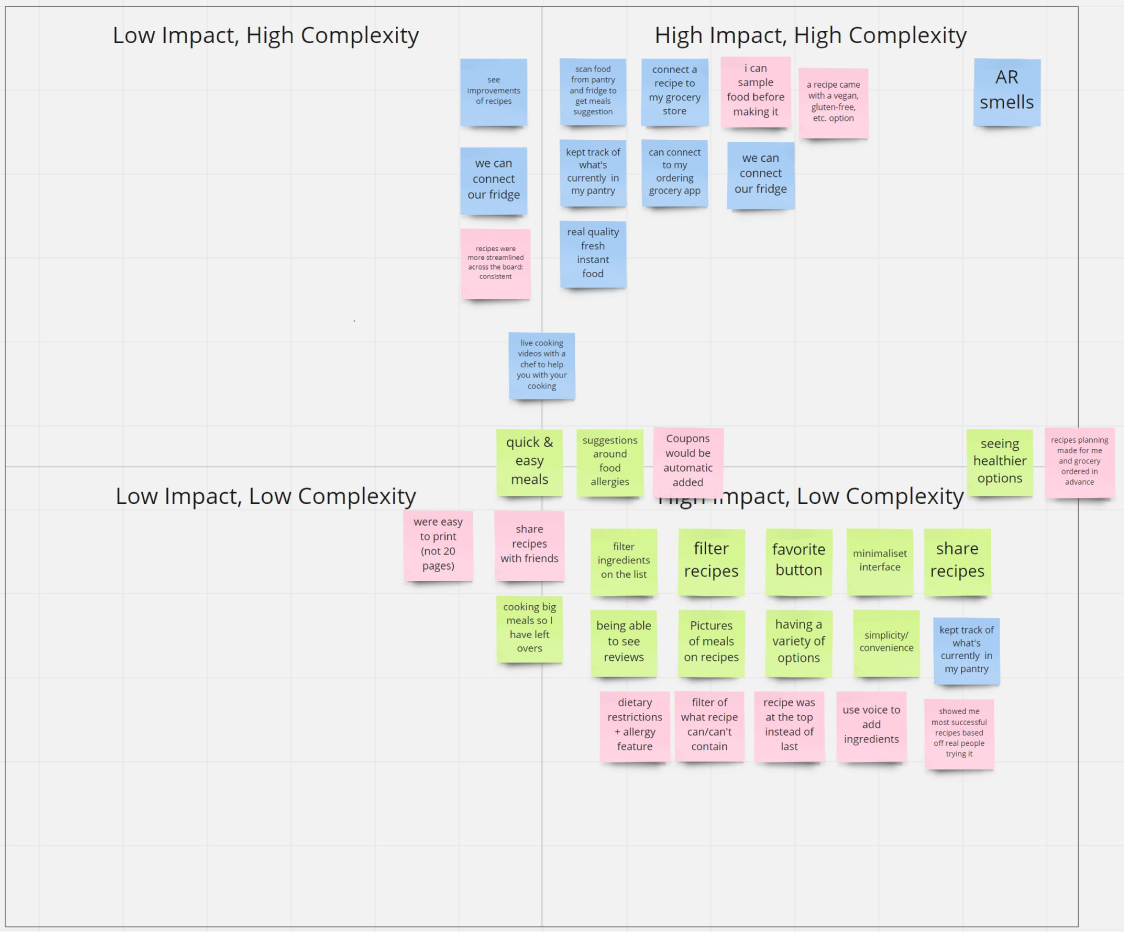 Low Impact, High Complexity
High Impact, High Complexity
see
improvements
of recipes
scan food
from pantry
and fridge to
get meals
suggestion
connect a
recipe to
my grocery
store
i can
sample
food before
making it
a recipe came
with a vegan,
gluten-free,
etc. option
AR
smells
we can
connect
our fridge
kept track of
what's
currently in
my pantry
can connect
to my
ordering
grocery app
we can
connect
our fridge
recipes were
more streamlined
across the board;
consistent
real quality
fresh
instant
food
live cooking
videos with a
chef to help
you with your
cooking
quick &
easy
meals
suggestions
around
food
allergies
Coupons
would be
automatic
added
seeing
healthier
options
recipes planning
made for me
and grocery
ordered in
advance
Low Impact, Low Complexity
High Impact, Low Complexity
were easy
to print
(not 20
pages)
share
recipes
with friends
filter
ingredients
on the list
filter
recipes
favorite
button
minimaliset
interface
share
recipes
cooking big
meals so I
have left
overs
being able
to see
reviews
Pictures
of meals
on recipes
having a
variety of
options
simplicity/
convenience
kept track of
what's
currently in
my pantry
dietary
restrictions
+ allergy
feature
filter of
what recipe
can/can't
contain
recipe was
at the top
instead of
last
use voice to
add
ingredients
showed me
most successful
recipes based
off real people
trying it